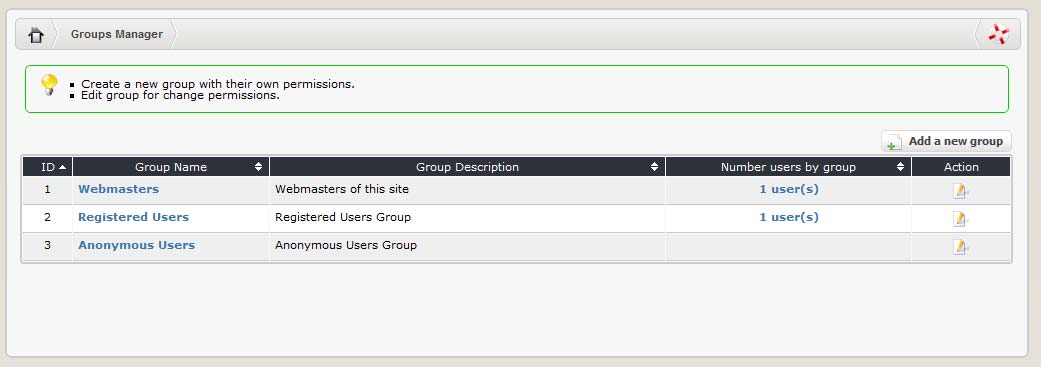 Groups Manager
Create a new group with their own permissions.
Edit group for change permissions.
Add a new group
ID Group Name Group Description Number users by group Action
1 Webmasters Webmasters of this site 1 user(s)
2 Registered Users Registered Users Group 1 user(s)
3 Anonymous Users Anonymous Users Group